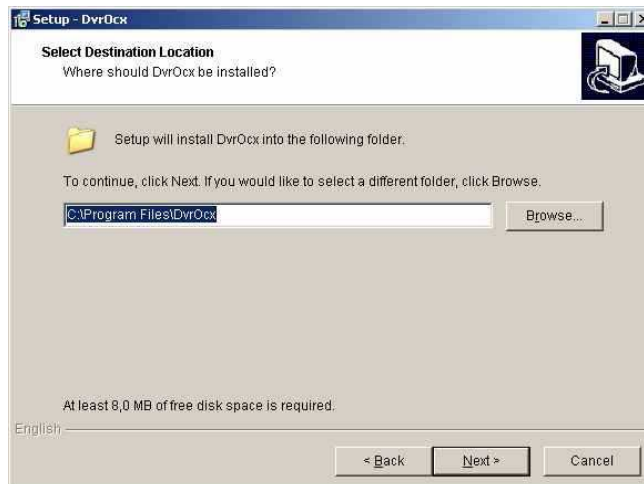 Setup - DvrOcx
Select Destination Location
Where should DvrOcx be installed?
Setup will install DvrOcx into the following folder.
To continue, click Next. If you would like to select a different folder, click Browse.
C:\Program Files\DvrOcx
Browse...
At least 8,0 MB of free disk space is required.
English
< Back
Next >
Cancel